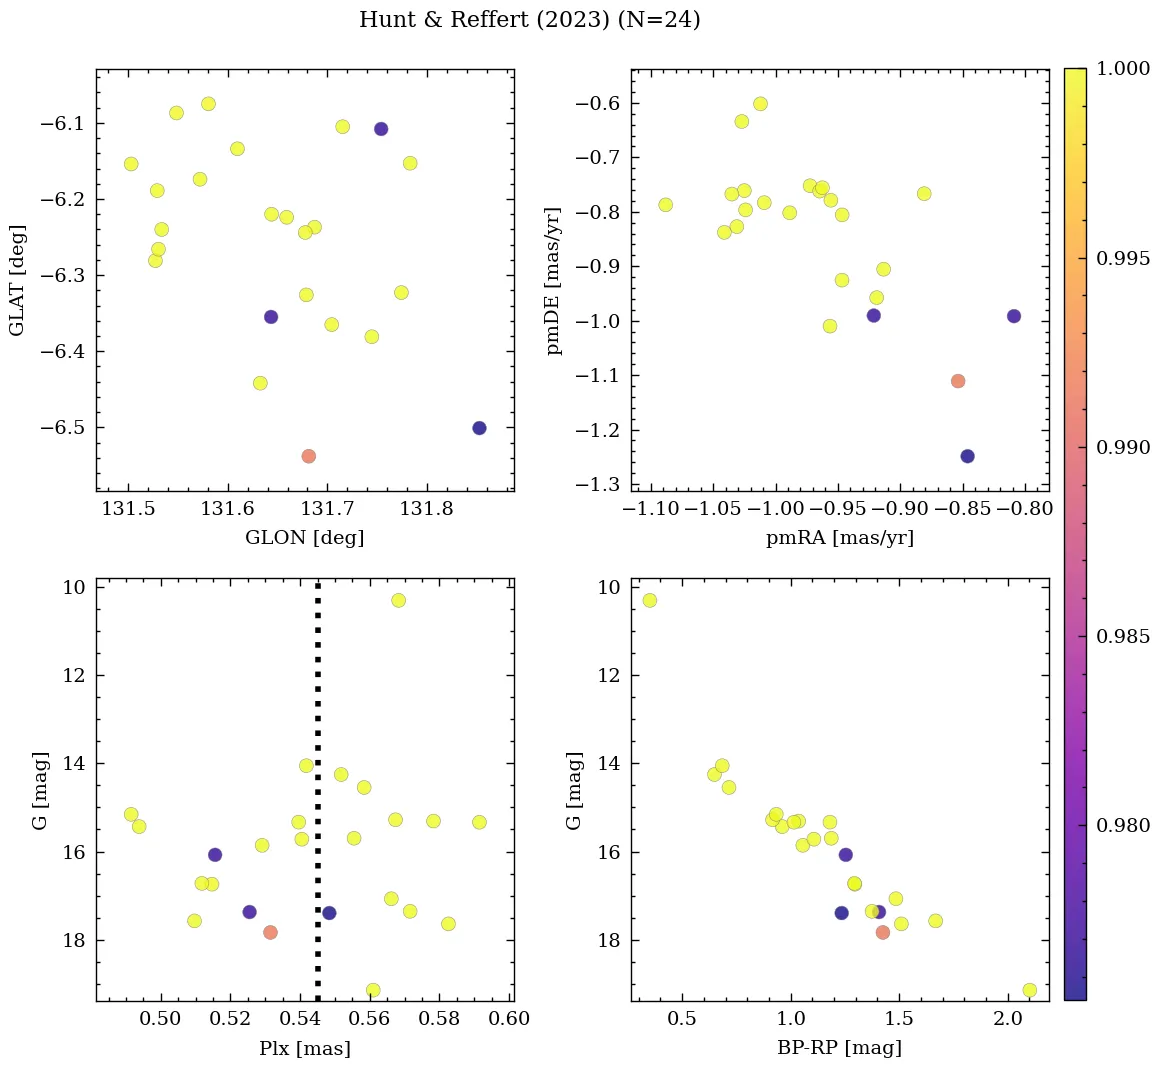 Hunt & Reffert (2023) (N=24)
−6.1
−6.2
−6.3
−6.4
−6.5
GLAT [deg]
131.5 131.6 131.7 131.8
GLON [deg]
−0.6
−0.7
−0.8
−0.9
−1.0
−1.1
−1.2
−1.3
pmDE [mas/yr]
−1.10 −1.05 −1.00 −0.95 −0.90 −0.85 −0.80
pmRA [mas/yr]
10
12
14
16
18
G [mag]
0.50 0.52 0.54 0.56 0.58 0.60
Plx [mas]
10
12
14
16
18
G [mag]
0.5 1.0 1.5 2.0
BP-RP [mag]
1.000
0.995
0.990
0.985
0.980